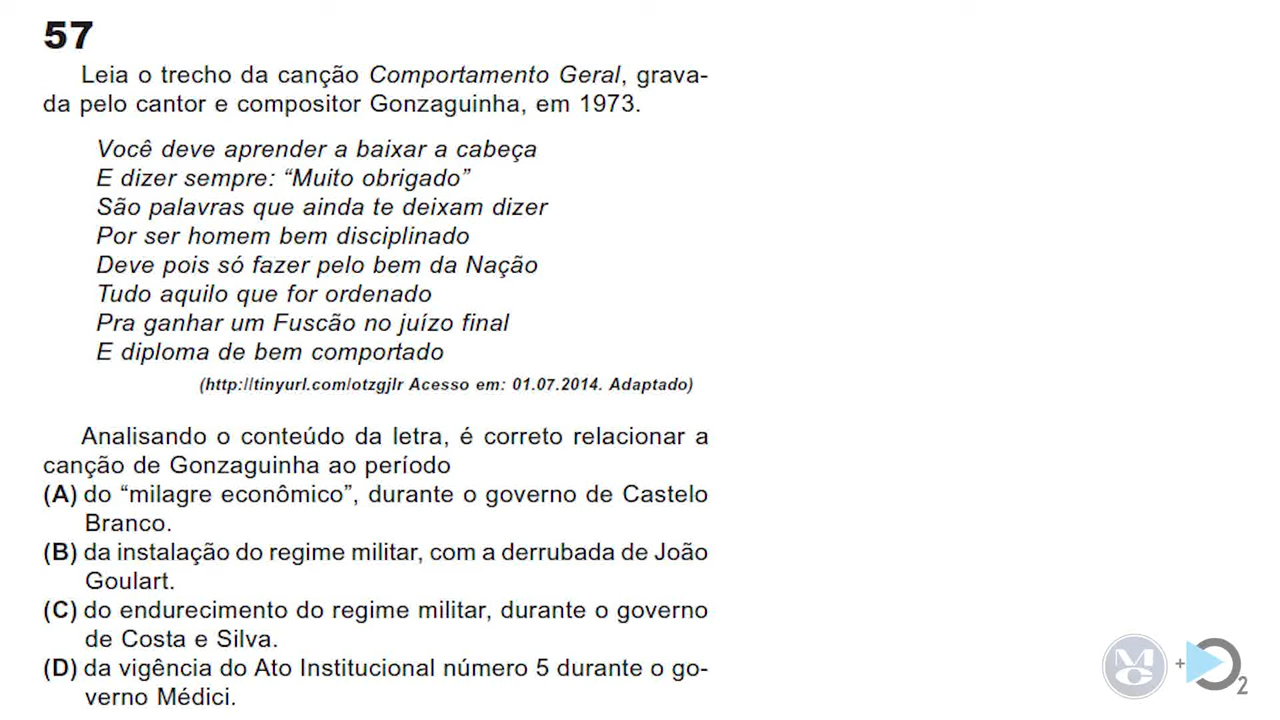 57
Leia o trecho da canção Comportamento Geral, grava-
da pelo cantor e compositor Gonzaguinha, em 1973.
Você deve aprender a baixar a cabeça
E dizer sempre: “Muito obrigado”
São palavras que ainda te deixam dizer
Por ser homem bem disciplinado
Deve pois só fazer pelo bem da Nação
Tudo aquilo que for ordenado
Pra ganhar um Fuscão no juízo final
E diploma de bem comportado
(http://tinyurl.com/otzgjlr Acesso em: 01.07.2014. Adaptado)
Analisando o conteúdo da letra, é correto relacionar a
canção de Gonzaguinha ao período
(A) do “milagre econômico”, durante o governo de Castelo
Branco.
(B) da instalação do regime militar, com a derrubada de João
Goulart.
(C) do endurecimento do regime militar, durante o governo
de Costa e Silva.
(D) da vigência do Ato Institucional número 5 durante o go-
verno Médici.
MC + O2